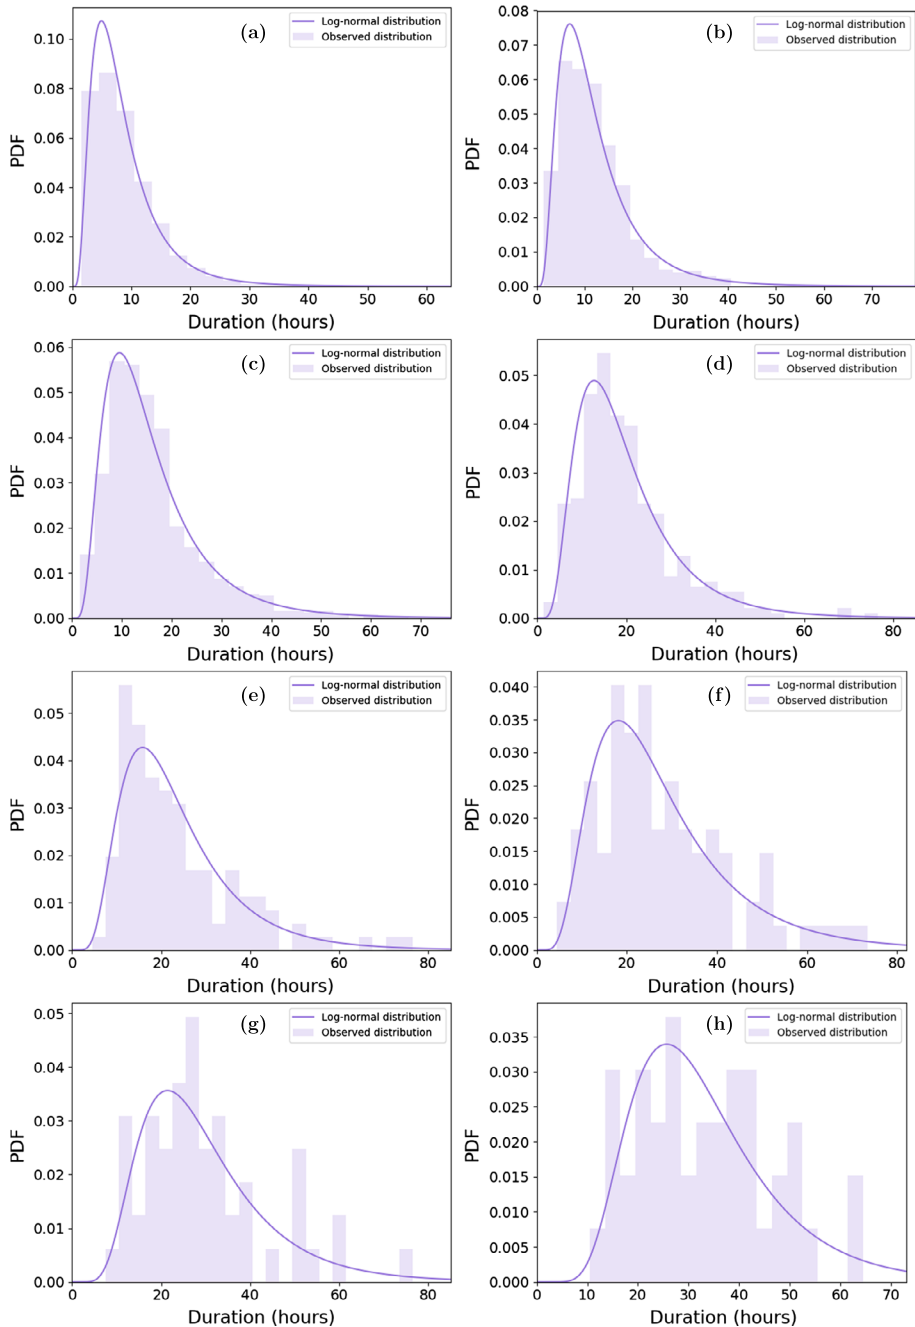 (a)
Log-normal distribution
Observed distribution
PDF
0.10
0.08
0.06
0.04
0.02
0.00
0 10 20 30 40 50 60
Duration (hours)
(b)
Log-normal distribution
Observed distribution
PDF
0.08
0.07
0.06
0.05
0.04
0.03
0.02
0.01
0.00
0 10 20 30 40 50 60 70
Duration (hours)
(c)
Log-normal distribution
Observed distribution
PDF
0.06
0.05
0.04
0.03
0.02
0.01
0.00
0 10 20 30 40 50 60 70
Duration (hours)
(d)
Log-normal distribution
Observed distribution
PDF
0.05
0.04
0.03
0.02
0.01
0.00
0 20 40 60 80
Duration (hours)
(e)
Log-normal distribution
Observed distribution
PDF
0.05
0.04
0.03
0.02
0.01
0.00
0 20 40 60 80
Duration (hours)
(f)
Log-normal distribution
Observed distribution
PDF
0.040
0.035
0.030
0.025
0.020
0.015
0.010
0.005
0.000
0 20 40 60 80
Duration (hours)
(g)
Log-normal distribution
Observed distribution
PDF
0.05
0.04
0.03
0.02
0.01
0.00
0 20 40 60 80
Duration (hours)
(h)
Log-normal distribution
Observed distribution
PDF
0.035
0.030
0.025
0.020
0.015
0.010
0.005
0.000
0 10 20 30 40 50 60 70
Duration (hours)